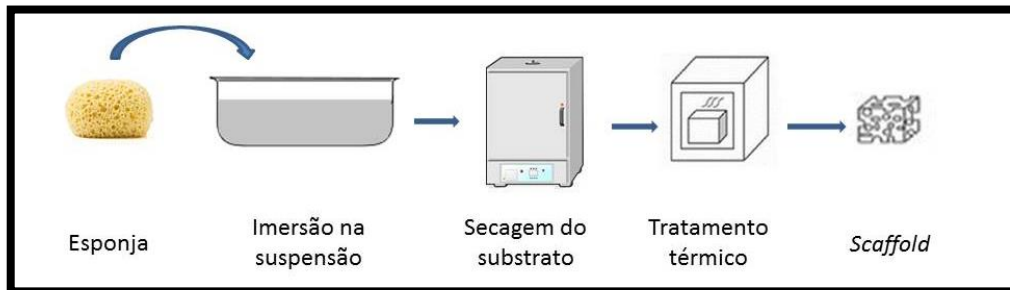 Esponja
Imersão na
suspensão
Secagem do
substrato
Tratamento
térmico
Scaffold